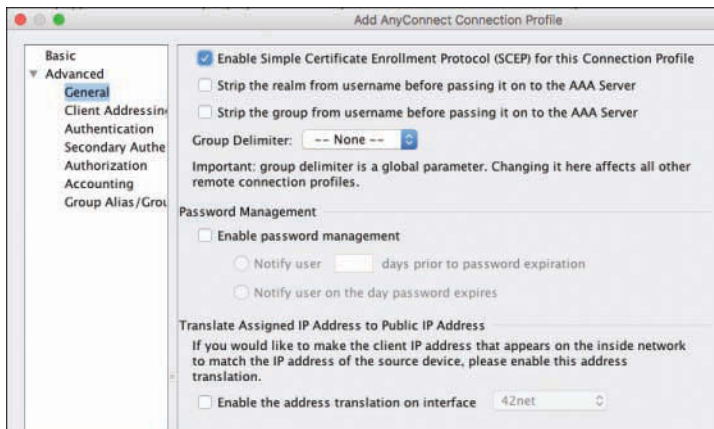 Add AnyConnect Connection Profile
Basic
Advanced
General
Client Addressin
Authentication
Secondary Authe
Authorization
Accounting
Group Alias/Grou
Enable Simple Certificate Enrollment Protocol (SCEP) for this Connection Profile
Strip the realm from username before passing it on to the AAA Server
Strip the group from username before passing it on to the AAA Server
Group Delimiter: -- None --
Important: group delimiter is a global parameter. Changing it here affects all other
remote connection profiles.
Password Management
Enable password management
Notify user days prior to password expiration
Notify user on the day password expires
Translate Assigned IP Address to Public IP Address
If you would like to make the client IP address that appears on the inside network
to match the IP address of the source device, please enable this address
translation.
Enable the address translation on interface 42net